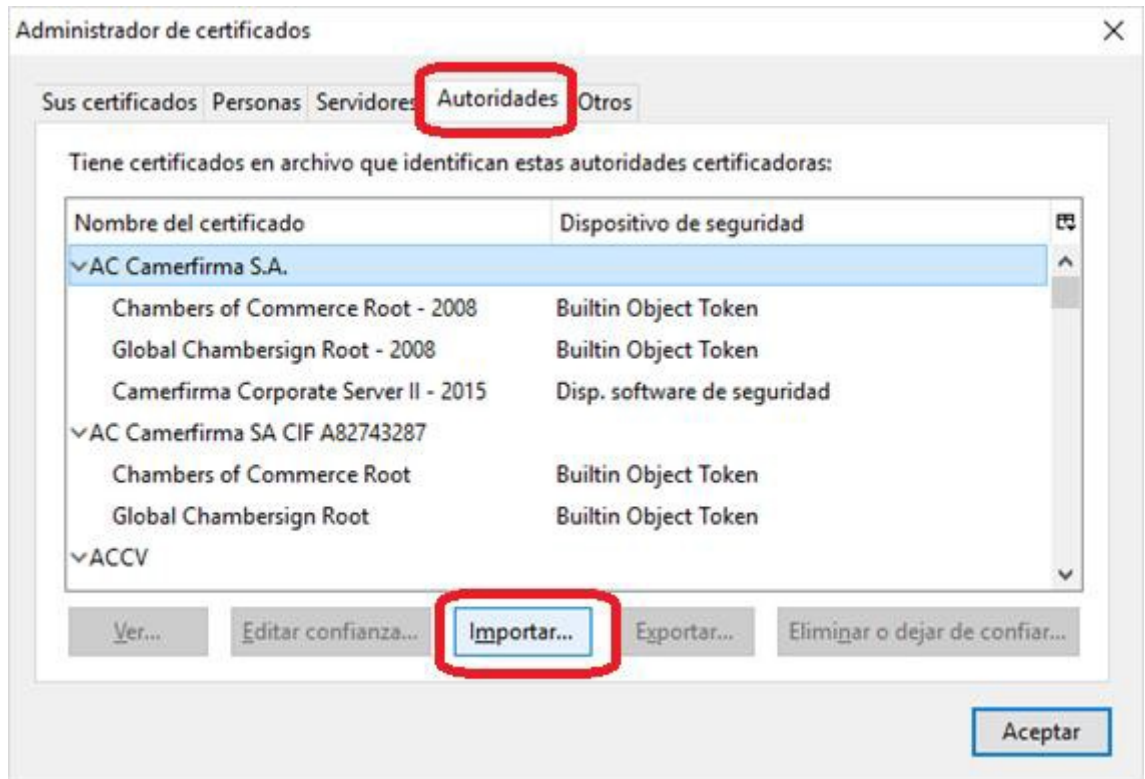 Administrador de certificados
Sus certificados Personas Servidores Autoridades Otros
Tiene certificados en archivo que identifican estas autoridades certificadoras:
Nombre del certificado Dispositivo de seguridad
AC Camerfirma S.A.
Chambers of Commerce Root - 2008 Builtin Object Token
Global Chambersign Root - 2008 Builtin Object Token
Camerfirma Corporate Server II - 2015 Disp. software de seguridad
AC Camerfirma SA CIF A82743287
Chambers of Commerce Root Builtin Object Token
Global Chambersign Root Builtin Object Token
ACCV
Ver... Editar confianza... Importar... Exportar... Eliminar o dejar de confiar...
Aceptar